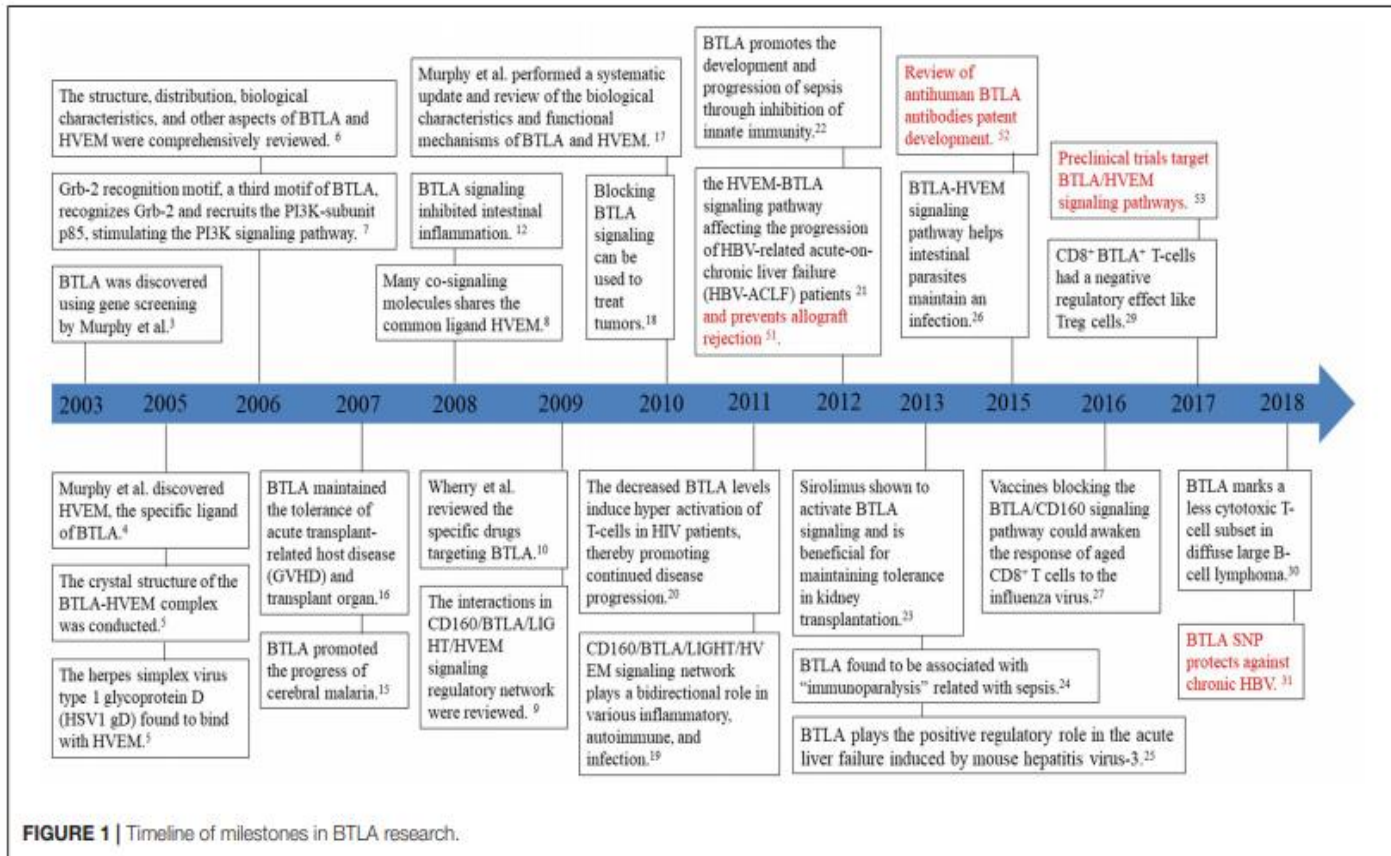 The structure, distribution, biological
characteristics, and other aspects of BTLA and
HVEM were comprehensively reviewed. 6
Grb-2 recognition motif, a third motif of BTLA,
recognizes Grb-2 and recruits the PI3K-subunit
p85, stimulating the PI3K signaling pathway. 7
BTLA was discovered
using gene screening
by Murphy et al.3
Murphy et al. performed a systematic
update and review of the biological
characteristics and functional
mechanisms of BTLA and HVEM. 17
BTLA signaling
inhibited intestinal
inflammation. 12
Many co-signaling
molecules shares the
common ligand HVEM.8
Blocking
BTLA
signaling
can be
used to
treat
tumors.18
BTLA promotes the
development and
progression of sepsis
through inhibition of
innate immunity.22
the HVEM-BTLA
signaling pathway
affecting the progression
of HBV-related acute-on-
chronic liver failure
(HBV-ACLF) patients 21
and prevents allograft
rejection 51.
Review of
antihuman BTLA
antibodies patent
development. 52
BTLA-HVEM
signaling
pathway helps
intestinal
parasites
maintain an
infection.26
Preclinical trials target
BTLA/HVEM
signaling pathways. 53
CD8+ BTLA+ T-cells
had a negative
regulatory effect like
Treg cells.29
2003 2005 2006 2007 2008 2009 2010 2011 2012 2013 2015 2016 2017 2018
Murphy et al. discovered
HVEM, the specific ligand
of BTLA.4
The crystal structure of the
BTLA-HVEM complex
was conducted.5
The herpes simplex virus
type 1 glycoprotein D
(HSV1 gD) found to bind
with HVEM.5
BTLA maintained
the tolerance of
acute transplant-
related host disease
(GVHD) and
transplant organ.16
BTLA promoted
the progress of
cerebral malaria.15
Wherry et al.
reviewed the
specific drugs
targeting BTLA.10
The interactions in
CD160/BTLA/LIG
HT/HVEM
signaling
regulatory network
were reviewed. 9
The decreased BTLA levels
induce hyper activation of
T-cells in HIV patients,
thereby promoting
continued disease
progression.20
CD160/BTLA/LIGHT/HV
EM signaling network
plays a bidirectional role in
various inflammatory,
autoimmune, and
infection.19
Sirolimus shown to
activate BTLA
signaling and is
beneficial for
maintaining tolerance
in kidney
transplantation.23
BTLA found to be associated with
“immunoparalysis” related with sepsis.24
BTLA plays the positive regulatory role in the acute
liver failure induced by mouse hepatitis virus-3.25
Vaccines blocking the
BTLA/CD160 signaling
pathway could awaken
the response of aged
CD8+ T cells to the
influenza virus.27
BTLA marks a
less cytotoxic T-
cell subset in
diffuse large B-
cell lymphoma.30
BTLA SNP
protects against
chronic HBV. 31
FIGURE 1 | Timeline of milestones in BTLA research.